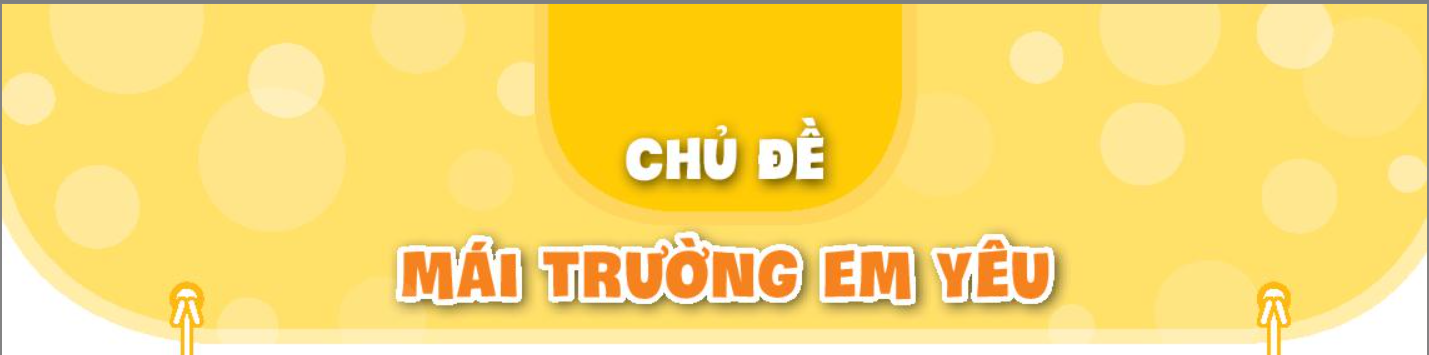 CHỦ ĐỀ
MÁI TRƯỜNG EM YÊU